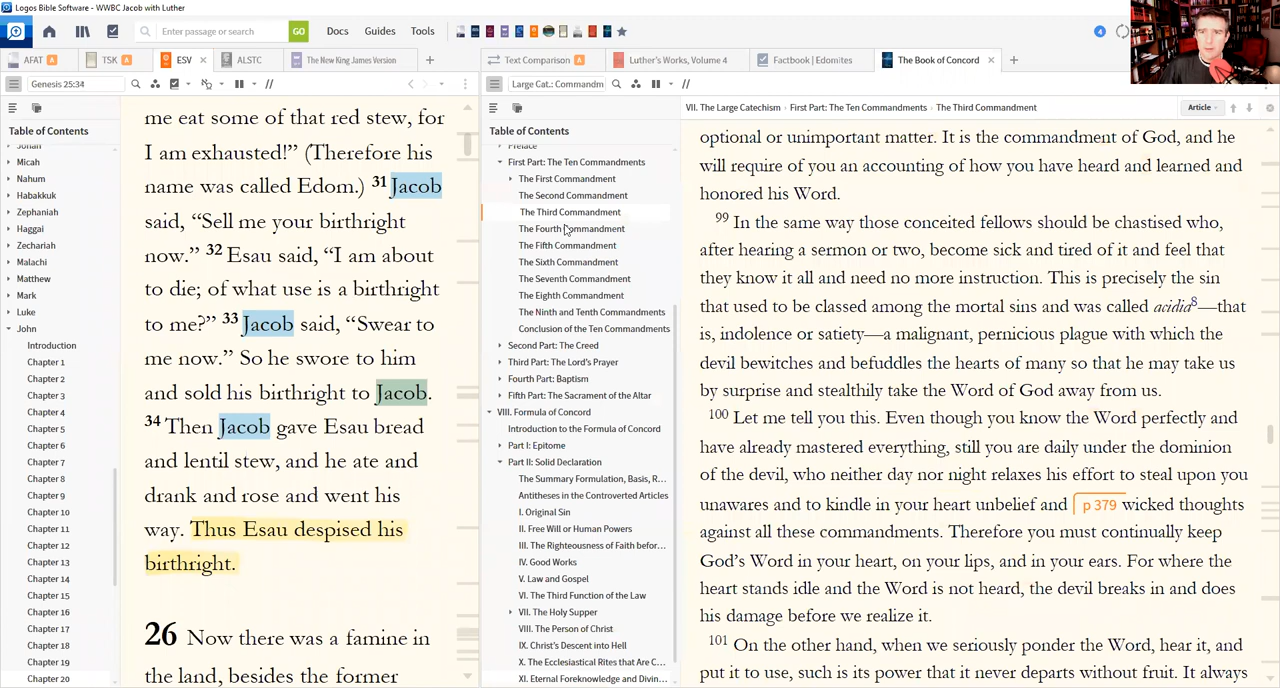 Logos Bible Software - WWBC Jacob with Luther
Enter passage or search
GO
Docs
Guides
Tools
4
AFAT A
TSK A
ESV
ALSTC
The New King James Version
Text Comparison A
Luther's Works, Volume 4
Factbook | Edomites
The Book of Concord
Genesis 25:34
Large Cat.: Commandm
Table of Contents
Jonah
Micah
Nahum
Habakkuk
Zephaniah
Haggai
Zechariah
Malachi
Matthew
Mark
Luke
John
Introduction
Chapter 1
Chapter 2
Chapter 3
Chapter 4
Chapter 5
Chapter 6
Chapter 7
Chapter 8
Chapter 9
Chapter 10
Chapter 11
Chapter 12
Chapter 13
Chapter 14
Chapter 15
Chapter 16
Chapter 17
Chapter 18
Chapter 19
Chapter 20
me eat some of that red stew, for
I am exhausted!” (Therefore his
name was called Edom.) 31 Jacob
said, “Sell me your birthright
now.” 32 Esau said, “I am about
to die; of what use is a birthright
to me?” 33 Jacob said, “Swear to
me now.” So he swore to him
and sold his birthright to Jacob.
34 Then Jacob gave Esau bread
and lentil stew, and he ate and
drank and rose and went his
way. Thus Esau despised his
birthright.
26 Now there was a famine in
the land, besides the former
Table of Contents
Preface
First Part: The Ten Commandments
The First Commandment
The Second Commandment
The Third Commandment
The Fourth Commandment
The Fifth Commandment
The Sixth Commandment
The Seventh Commandment
The Eighth Commandment
The Ninth and Tenth Commandments
Conclusion of the Ten Commandments
Second Part: The Creed
Third Part: The Lord's Prayer
Fourth Part: Baptism
Fifth Part: The Sacrament of the Altar
VIII. Formula of Concord
Introduction to the Formula of Concord
Part I: Epitome
Part II: Solid Declaration
The Summary Formulation, Basis, R...
Antitheses in the Controverted Articles
I. Original Sin
II. Free Will or Human Powers
III. The Righteousness of Faith befor...
IV. Good Works
V. Law and Gospel
VI. The Third Function of the Law
VII. The Holy Supper
VIII. The Person of Christ
IX. Christ's Descent into Hell
X. The Ecclesiastical Rites that Are C...
XI. Eternal Foreknowledge and Divin...
VII. The Large Catechism › First Part: The Ten Commandments › The Third Commandment
Article
optional or unimportant matter. It is the commandment of God, and he
will require of you an accounting of how you have heard and learned and
honored his Word.
99 In the same way those conceited fellows should be chastised who,
after hearing a sermon or two, become sick and tired of it and feel that
they know it all and need no more instruction. This is precisely the sin
that used to be classed among the mortal sins and was called acidia8—that
is, indolence or satiety—a malignant, pernicious plague with which the
devil bewitches and befuddles the hearts of many so that he may take us
by surprise and stealthily take the Word of God away from us.
100 Let me tell you this. Even though you know the Word perfectly and
have already mastered everything, still you are daily under the dominion
of the devil, who neither day nor night relaxes his effort to steal upon you
unawares and to kindle in your heart unbelief and p 379 wicked thoughts
against all these commandments. Therefore you must continually keep
God's Word in your heart, on your lips, and in your ears. For where the
heart stands idle and the Word is not heard, the devil breaks in and does
his damage before we realize it.
101 On the other hand, when we seriously ponder the Word, hear it, and
put it to use, such is its power that it never departs without fruit. It always